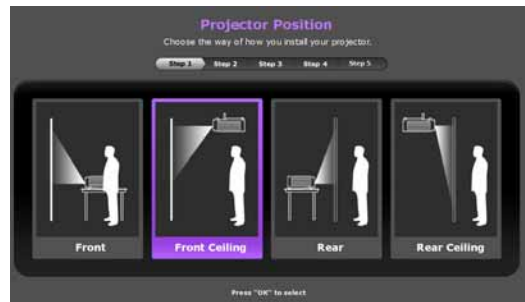 Projector Position
Choose the way of how you install your projector.
Step 1 Step 2 Step 3 Step 4 Step 5
Front Front Ceiling Rear Rear Ceiling
Press "OK" to select